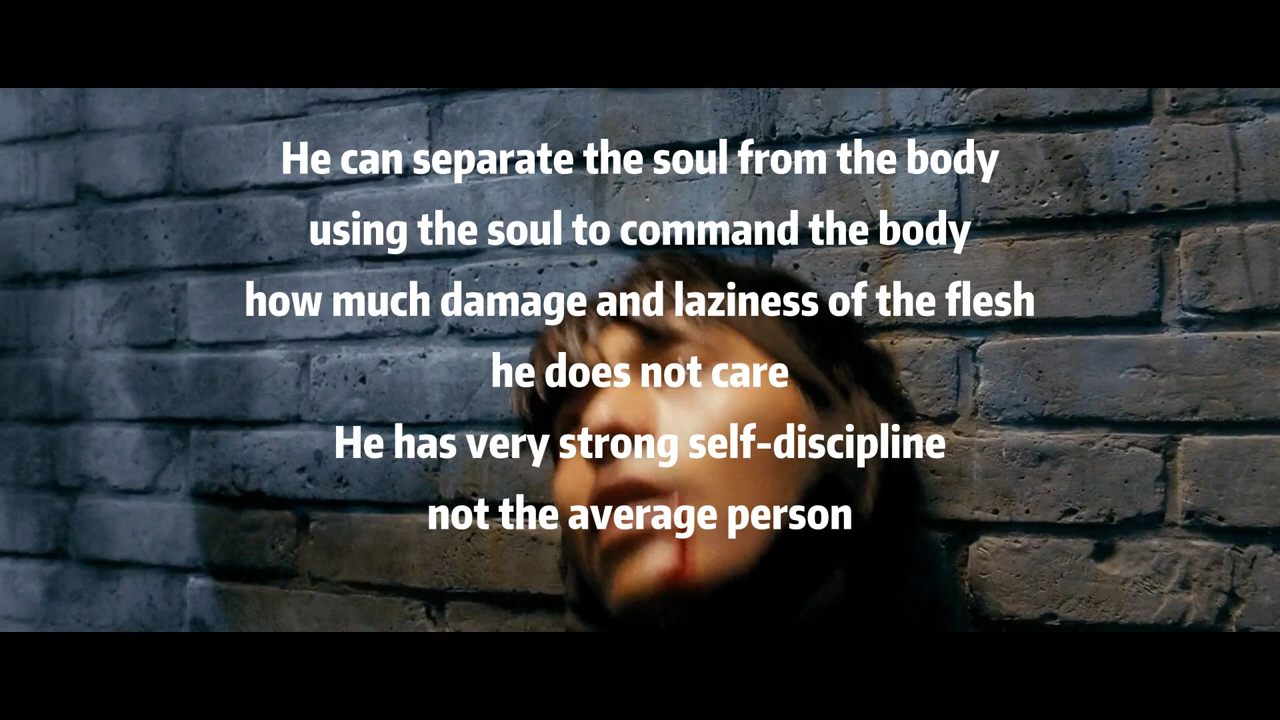 He can separate the soul from the body
using the soul to command the body
how much damage and laziness of the flesh
he does not care
He has very strong self-discipline
not the average person